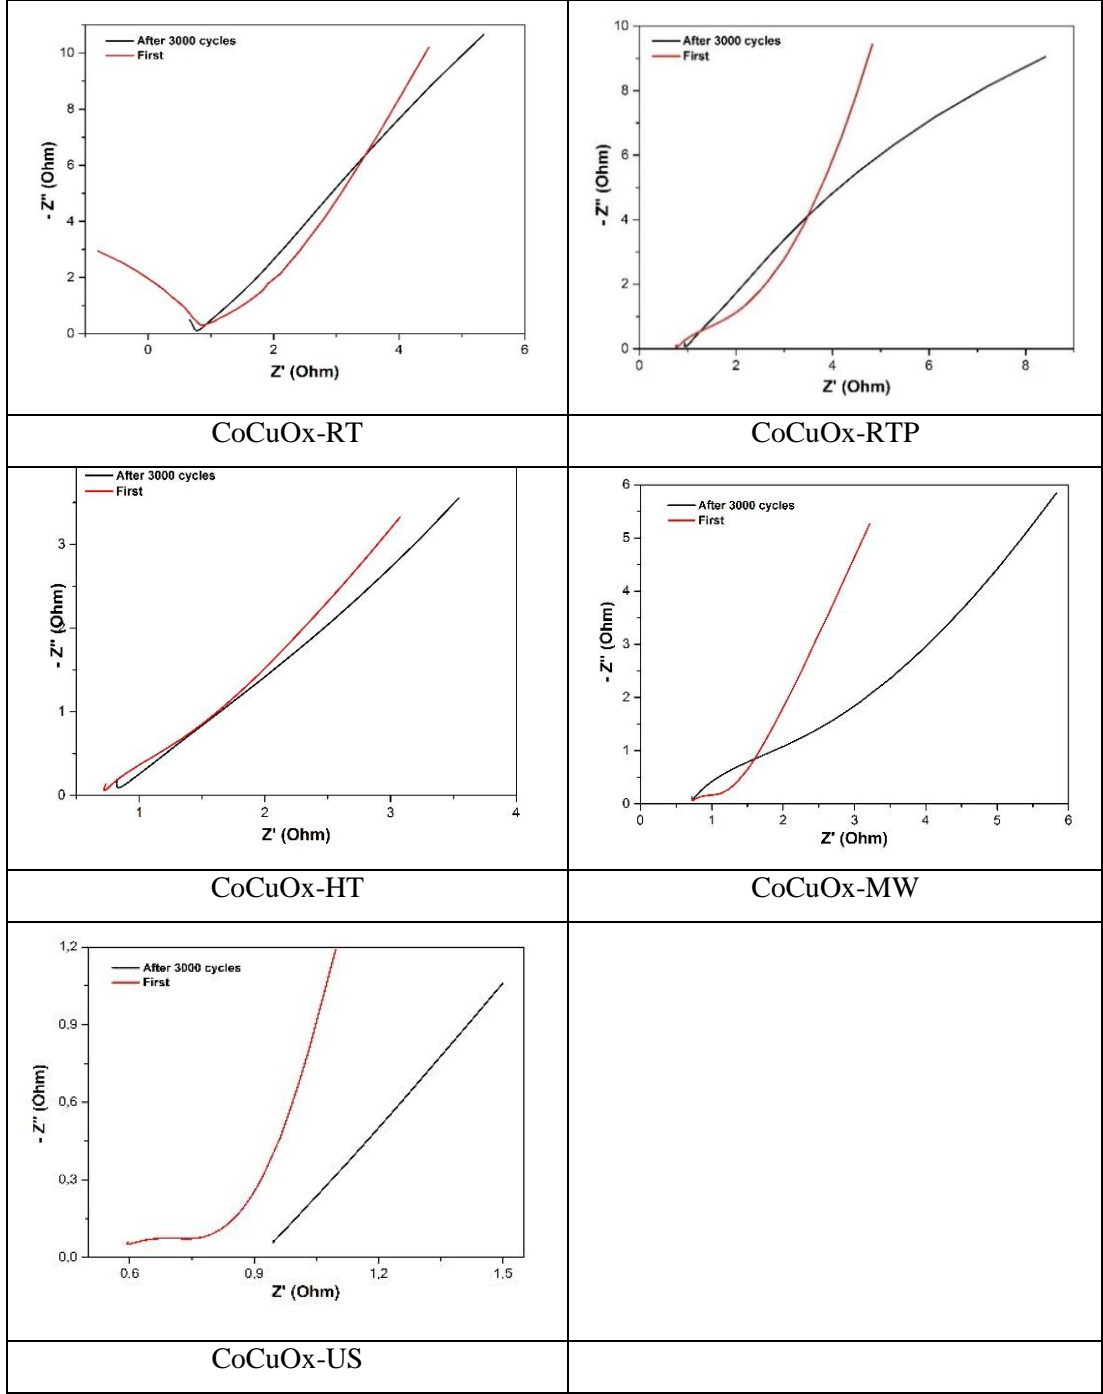 After 3000 cycles
First
- Z'' (Ohm)
10
8
6
4
2
0
0 2 4 6
Z' (Ohm)
CoCuOx-RT
After 3000 cycles
First
- Z'' (Ohm)
10
8
6
4
2
0
0 2 4 6 8
Z' (Ohm)
CoCuOx-RTP
After 3000 cycles
First
- Z'' (Ohm)
3
2
1
0
1 2 3 4
Z' (Ohm)
CoCuOx-HT
After 3000 cycles
First
- Z'' (Ohm)
6
5
4
3
2
1
0
0 1 2 3 4 5 6
Z' (Ohm)
CoCuOx-MW
After 3000 cycles
First
- Z'' (Ohm)
1,2
0,9
0,6
0,3
0,0
0,6 0,9 1,2 1,5
Z' (Ohm)
CoCuOx-US